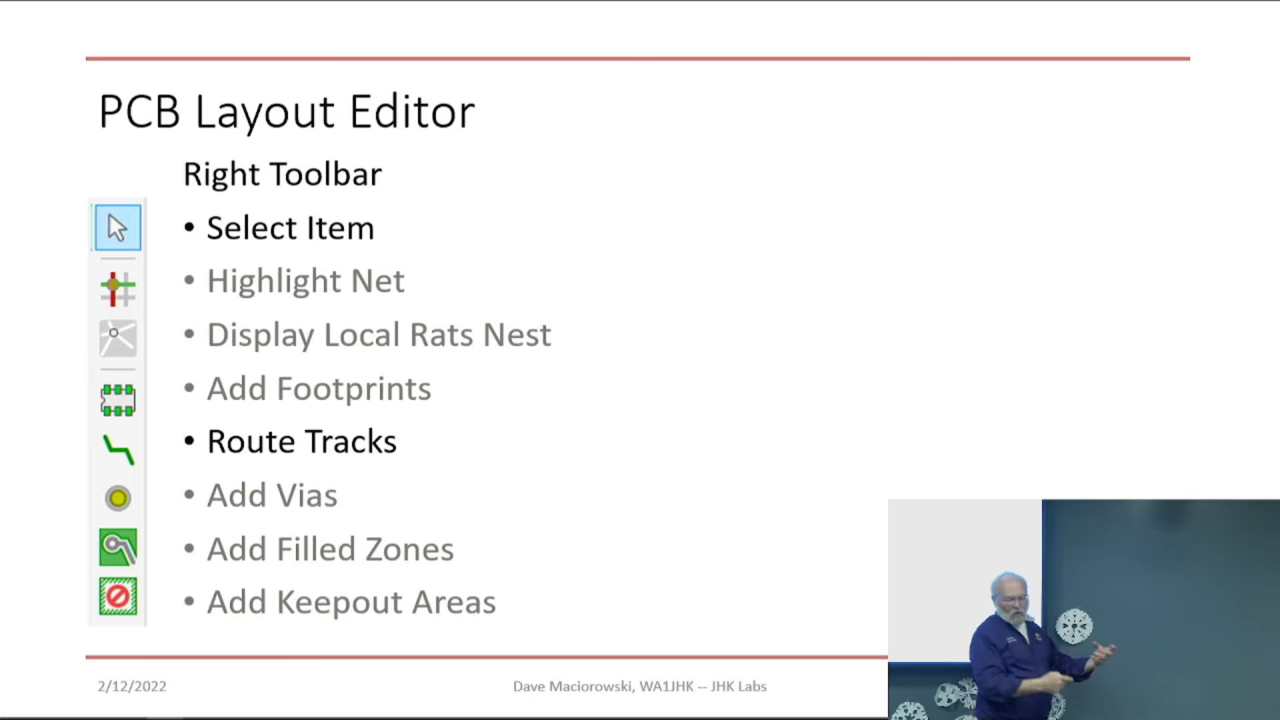 PCB Layout Editor
Right Toolbar
• Select Item
• Highlight Net
• Display Local Rats Nest
• Add Footprints
• Route Tracks
• Add Vias
• Add Filled Zones
• Add Keepout Areas
2/12/2022
Dave Maciorowski, WA1JHK -- JHK Labs